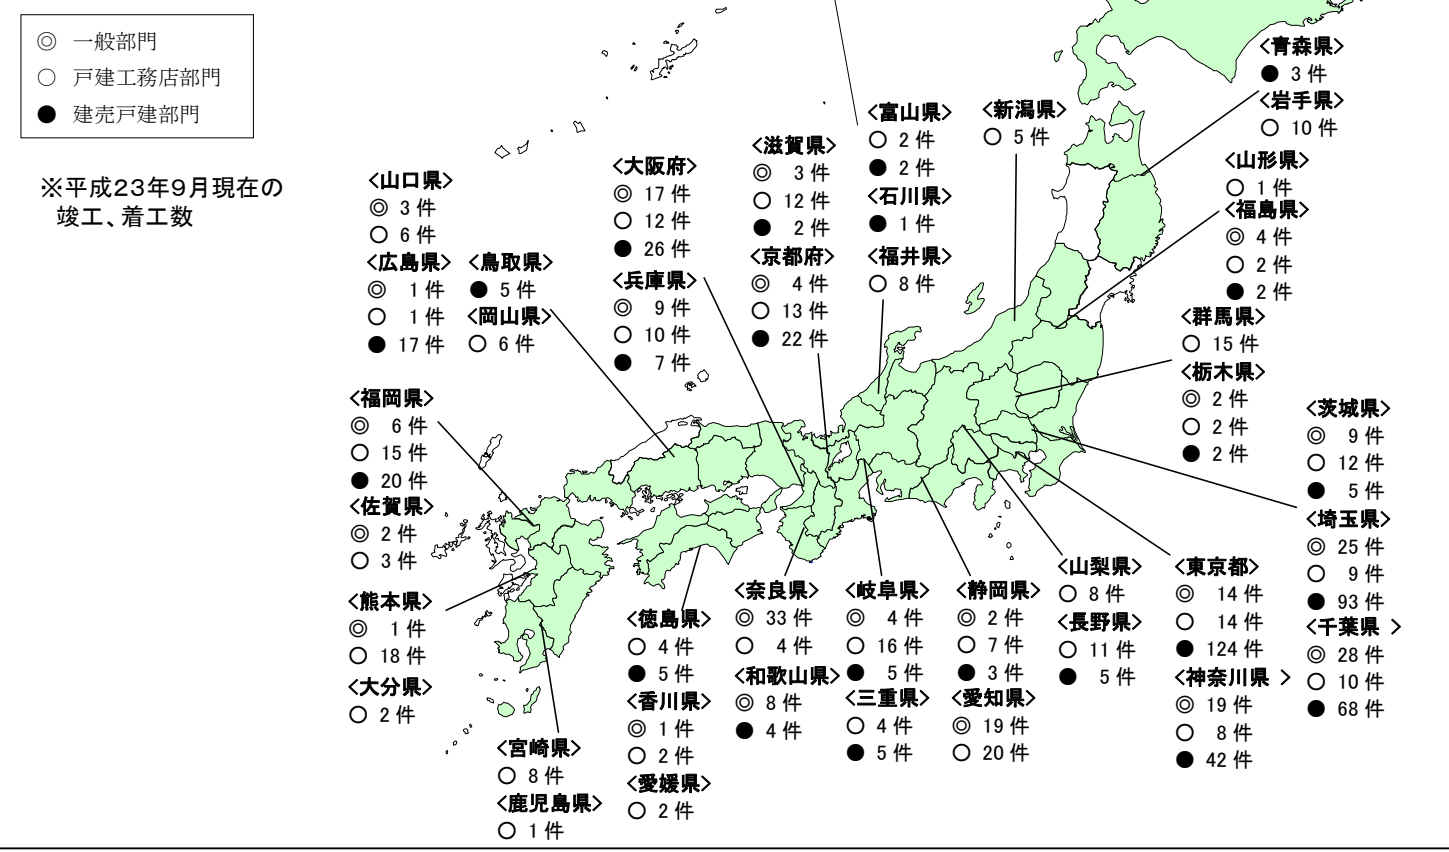 ◎ 一般部門
○ 戸建工務店部門
● 建売戸建部門
※平成23年9月現在の
竣工、着工数
<青森県>
● 3 件
<岩手県>
○ 10 件
<山形県>
○ 1 件
<福島県>
◎ 4 件
○ 2 件
● 2 件
<群馬県>
○ 15 件
<栃木県>
◎ 2 件
○ 2 件
● 2 件
<茨城県>
◎ 9 件
○ 12 件
● 5 件
<埼玉県>
◎ 25 件
○ 9 件
● 93 件
<千葉県 >
◎ 28 件
○ 10 件
● 68 件
<新潟県>
○ 5 件
<富山県>
○ 2 件
● 2 件
<石川県>
● 1 件
<福井県>
○ 8 件
<滋賀県>
◎ 3 件
○ 12 件
● 2 件
<京都府>
◎ 4 件
○ 13 件
● 22 件
<大阪府>
◎ 17 件
○ 12 件
● 26 件
<兵庫県>
◎ 9 件
○ 10 件
● 7 件
<山口県>
◎ 3 件
○ 6 件
<広島県>
◎ 1 件
○ 1 件
● 17 件
<鳥取県>
● 5 件
<岡山県>
○ 6 件
<福岡県>
◎ 6 件
○ 15 件
● 20 件
<佐賀県>
◎ 2 件
○ 3 件
<熊本県>
◎ 1 件
○ 18 件
<大分県>
○ 2 件
<宮崎県>
○ 8 件
<鹿児島県>
○ 1 件
<徳島県>
○ 4 件
● 5 件
<香川県>
◎ 1 件
○ 2 件
<愛媛県>
○ 2 件
<奈良県>
◎ 33 件
○ 4 件
<和歌山県>
◎ 8 件
● 4 件
<岐阜県>
◎ 4 件
○ 16 件
● 5 件
<三重県>
○ 4 件
● 5 件
<静岡県>
◎ 2 件
○ 7 件
● 3 件
<愛知県>
◎ 19 件
○ 20 件
<山梨県>
○ 8 件
<長野県>
○ 11 件
● 5 件
<東京都>
◎ 14 件
○ 14 件
● 124 件
<神奈川県 >
◎ 19 件
○ 8 件
● 42 件